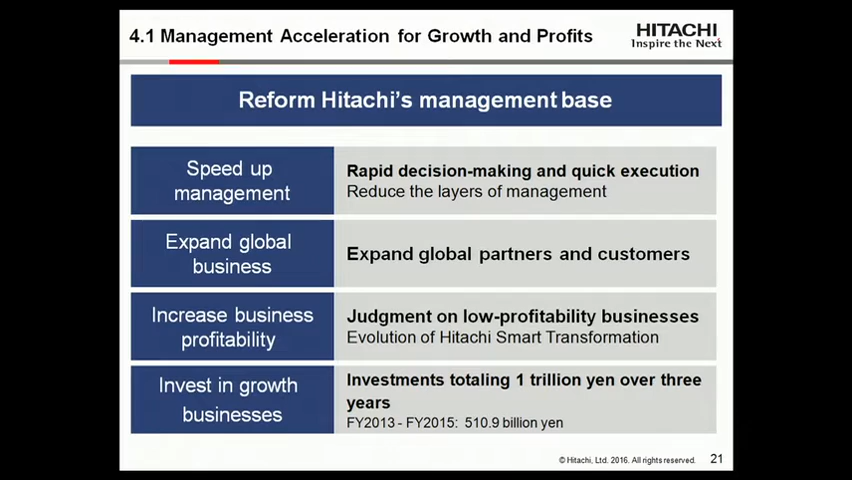 4.1 Management Acceleration for Growth and Profits
HITACHI
Inspire the Next
Reform Hitachi's management base
Speed up
management
Rapid decision-making and quick execution
Reduce the layers of management
Expand global
business
Expand global partners and customers
Increase business
profitability
Judgment on low-profitability businesses
Evolution of Hitachi Smart Transformation
Invest in growth
businesses
Investments totaling 1 trillion yen over three
years
FY2013 - FY2015: 510.9 billion yen
© Hitachi, Ltd. 2016. All rights reserved.
21